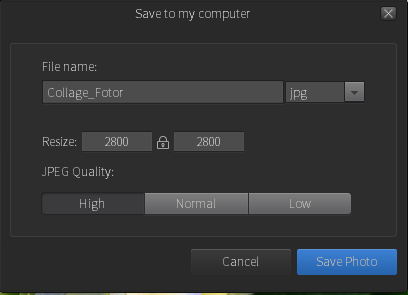 Save to my computer
File name:
Collage_Fotor jpg
Resize: 2800 2800
JPEG Quality:
High Normal Low
Cancel Save Photo